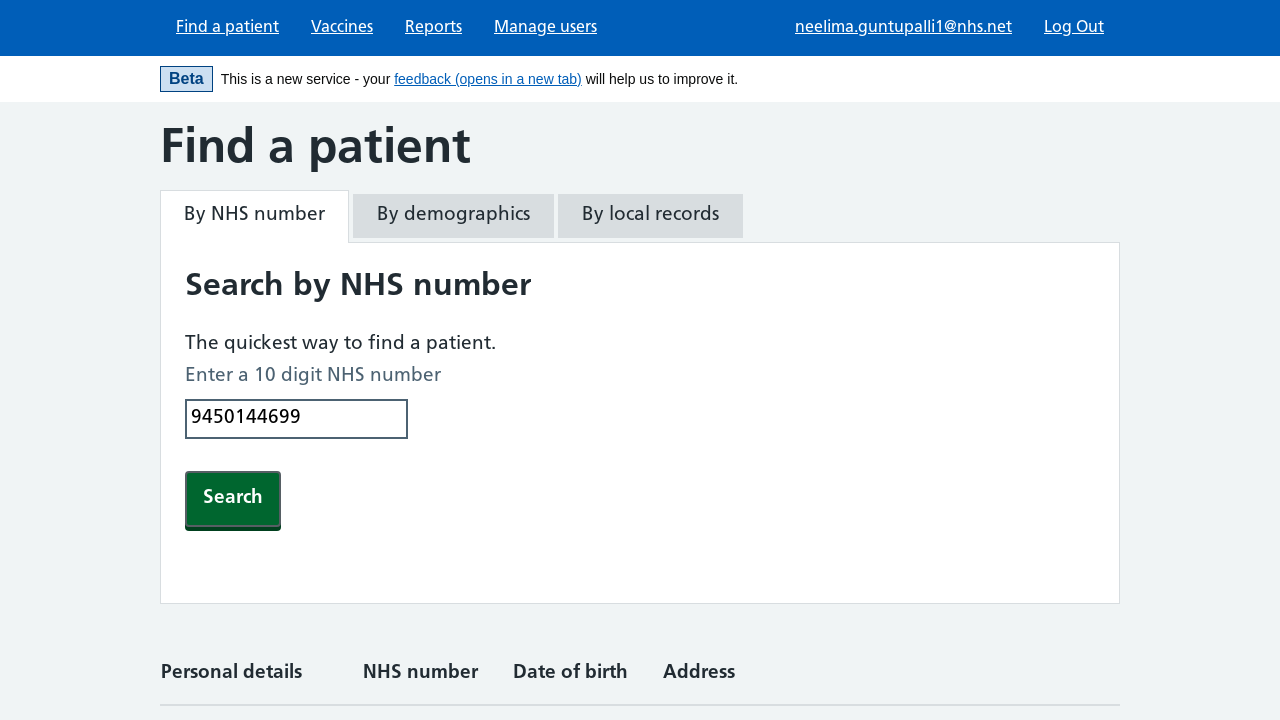 Find a patient Vaccines Reports Manage users neelima.guntupalli1@nhs.net Log Out
Beta This is a new service - your feedback (opens in a new tab) will help us to improve it.
Find a patient
By NHS number By demographics By local records
Search by NHS number
The quickest way to find a patient.
Enter a 10 digit NHS number
9450144699
Search
Personal details NHS number Date of birth Address